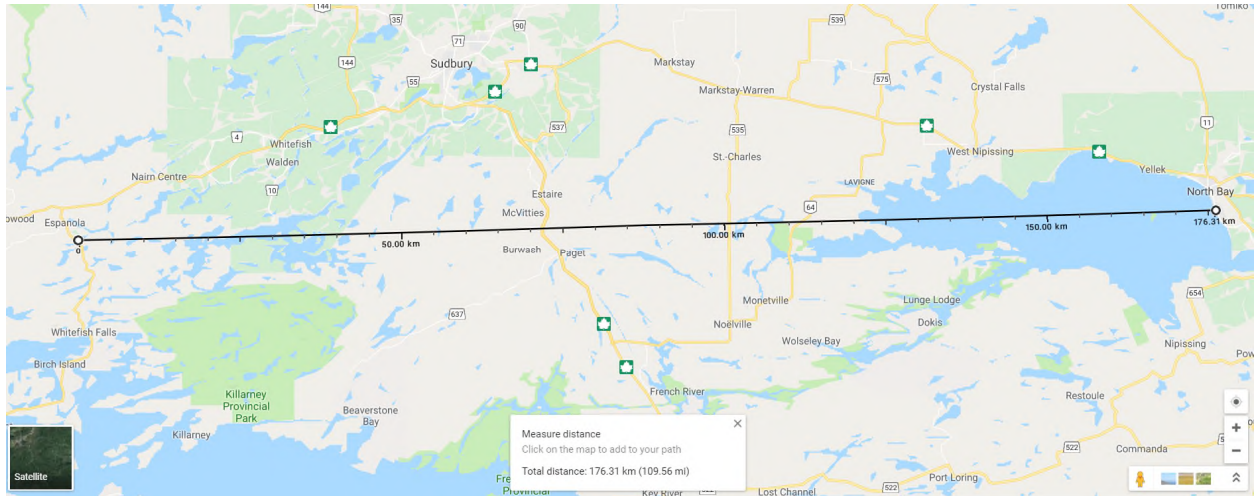 144
35
90
539
Tomiko
71
Sudbury
144
Markstay
55
575
Crystal Falls
Markstay-Warren
11
537
535
4
Whitefish
West Nipissing
Walden
St.-Charles
Yellek
Nairn Centre
10
LAVIGNE
North Bay
Estaire
64
McVitties
Espanola
176.31 km
100.00 km
150.00 km
50.00 km
0
Burwash
Paget
654
Monetville
Lunge Lodge
637
Whitefish Falls
Noëlville
Dokis
Wolseley Bay
Nipissing
Birch Island
French River
Killarney
Provincial
Park
Restoule
Beaverstone
Bay
Killarney
Measure distance
Click on the map to add to your path
Total distance: 176.31 km (109.56 mi)
522
Commanda
Satellite
522
Port Loring
522
Key River
Lost Channel